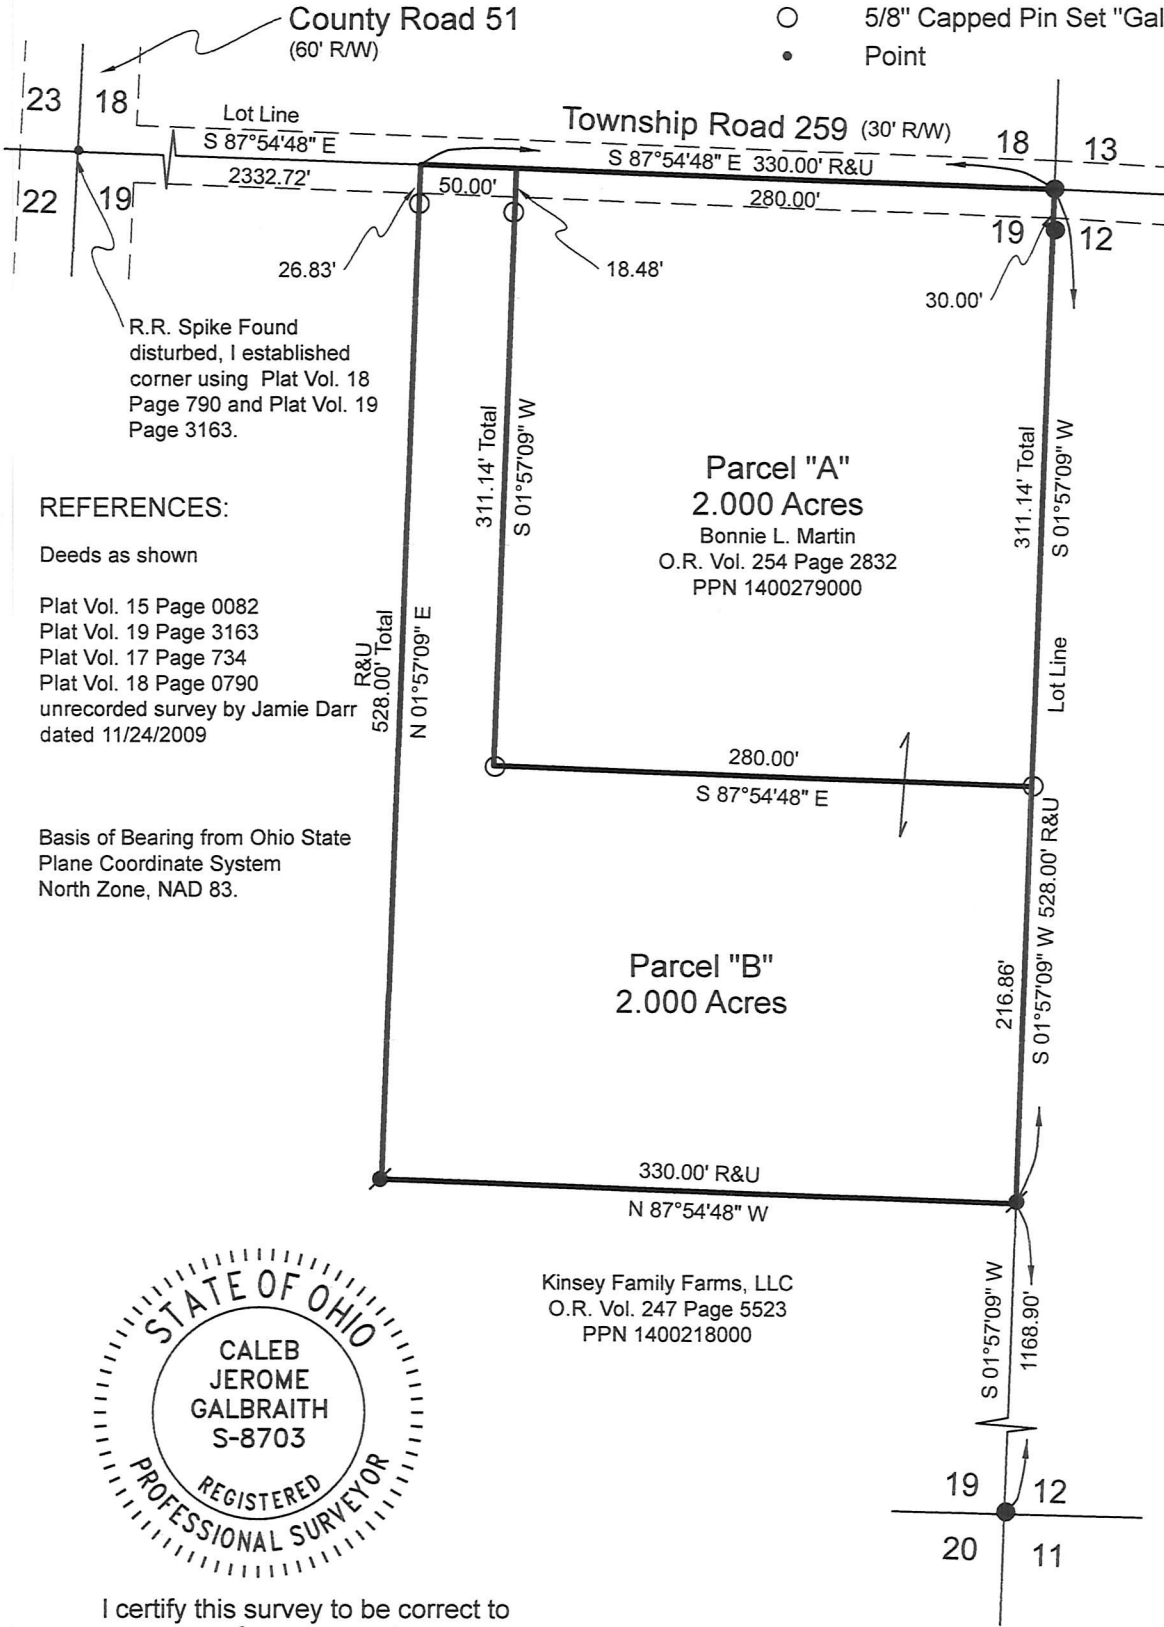 County Road 51
(60' R/W)
5/8" Capped Pin Set "Gal
Point
23
18
22
19
Lot Line
S 87°54'48" E
2332.72'
Township Road 259 (30' R/W)
S 87°54'48" E 330.00' R&U
50.00'
280.00'
18
13
19
12
26.83'
18.48'
30.00'
R.R. Spike Found
disturbed, I established
corner using Plat Vol. 18
Page 790 and Plat Vol. 19
Page 3163.
311.14' Total
S 01°57'09" W
Parcel "A"
2.000 Acres
Bonnie L. Martin
O.R. Vol. 254 Page 2832
PPN 1400279000
311.14' Total
S 01°57'09" W
Lot Line
REFERENCES:
Deeds as shown
Plat Vol. 15 Page 0082
Plat Vol. 19 Page 3163
Plat Vol. 17 Page 734
Plat Vol. 18 Page 0790
unrecorded survey by Jamie Darr
dated 11/24/2009
R&U
528.00' Total
N 01°57'09" E
280.00'
S 87°54'48" E
Basis of Bearing from Ohio State
Plane Coordinate System
North Zone, NAD 83.
Parcel "B"
2.000 Acres
216.86'
S 01°57'09" W 528.00' R&U
330.00' R&U
N 87°54'48" W
Kinsey Family Farms, LLC
O.R. Vol. 247 Page 5523
PPN 1400218000
S 01°57'09" W
1168.90'
19
12
20
11
STATE OF OHIO
CALEB
JEROME
GALBRAITH
S-8703
REGISTERED
PROFESSIONAL SURVEYOR
I certify this survey to be correct to